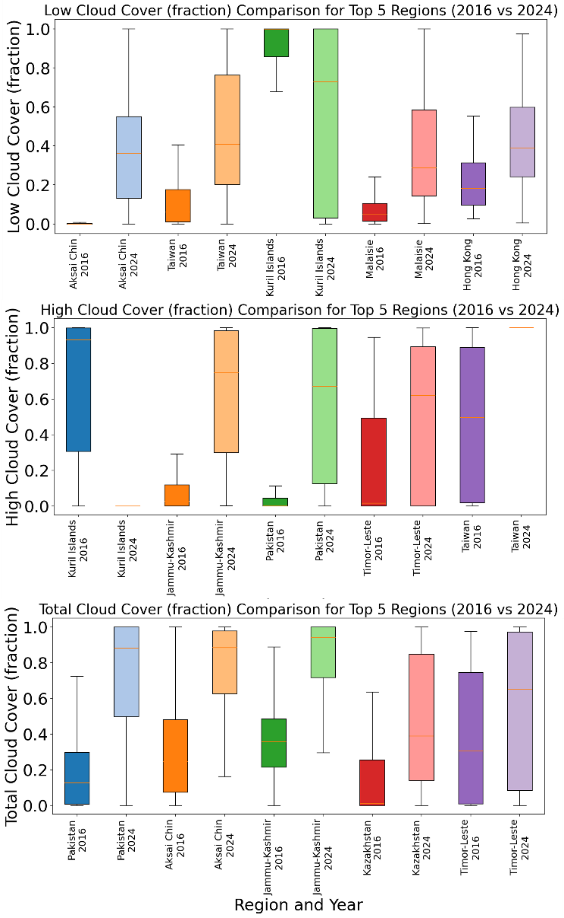 Low Cloud Cover (fraction) Comparison for Top 5 Regions (2016 vs 2024)
Low Cloud Cover (fraction)
1.0
0.8
0.6
0.4
0.2
0.0
Aksai Chin
2016
Aksai Chin
2024
Taiwan
2016
Taiwan
2024
Kuril Islands
2016
Kuril Islands
2024
Malaisie
2016
Malaisie
2024
Hong Kong
2016
Hong Kong
2024
High Cloud Cover (fraction) Comparison for Top 5 Regions (2016 vs 2024)
High Cloud Cover (fraction)
1.0
0.8
0.6
0.4
0.2
0.0
Kuril Islands
2016
Kuril Islands
2024
Jammu-Kashmir
2016
Jammu-Kashmir
2024
Pakistan
2016
Pakistan
2024
Timor-Leste
2016
Timor-Leste
2024
Taiwan
2016
Taiwan
2024
Total Cloud Cover (fraction) Comparison for Top 5 Regions (2016 vs 2024)
Total Cloud Cover (fraction)
1.0
0.8
0.6
0.4
0.2
0.0
Pakistan
2016
Pakistan
2024
Aksai Chin
2016
Aksai Chin
2024
Jammu-Kashmir
2016
Jammu-Kashmir
2024
Kazakhstan
2016
Kazakhstan
2024
Timor-Leste
2016
Timor-Leste
2024
Region and Year